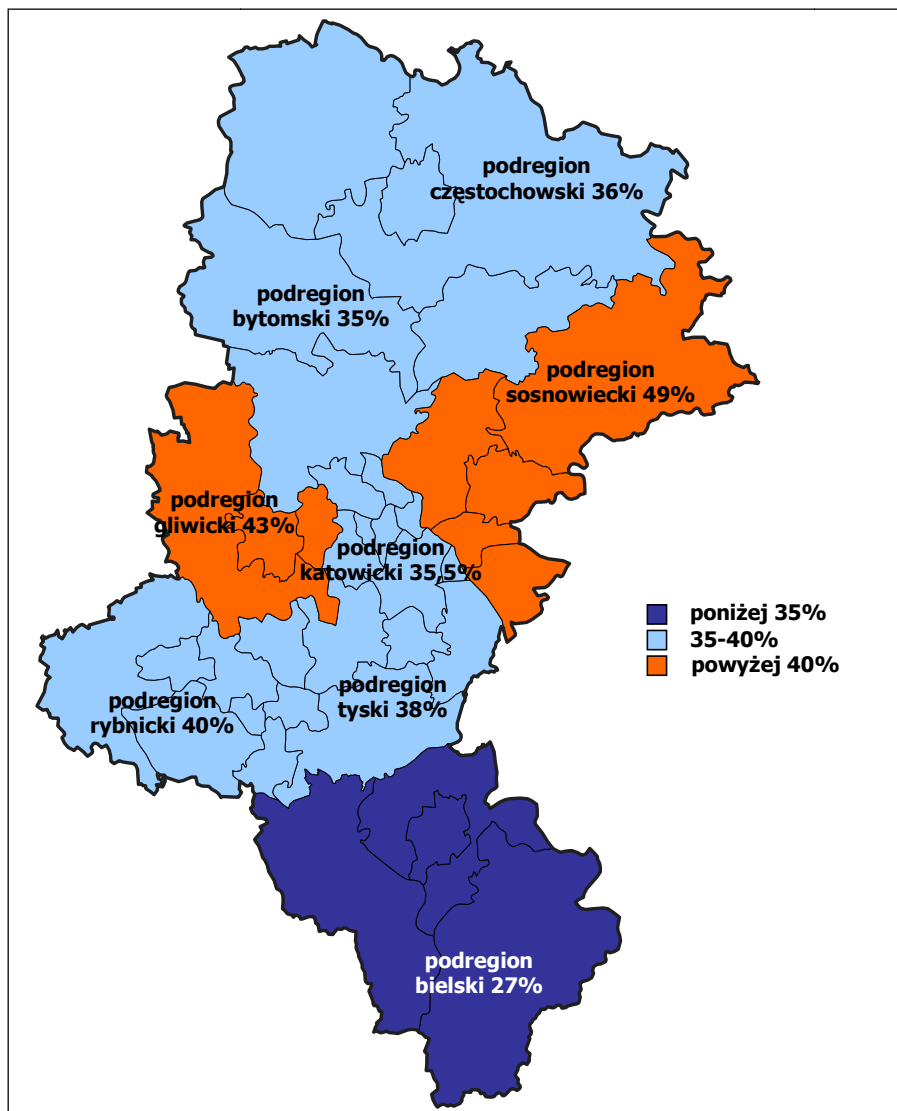 podregion
częstochowski 36%
podregion
bytomski 35%
podregion
sosnowiecki 49%
podregion
gliwicki 43%
podregion
katowicki 35,5%
poniżej 35%
35-40%
powyżej 40%
podregion
rybnicki 40%
podregion
tyski 38%
podregion
bielski 27%